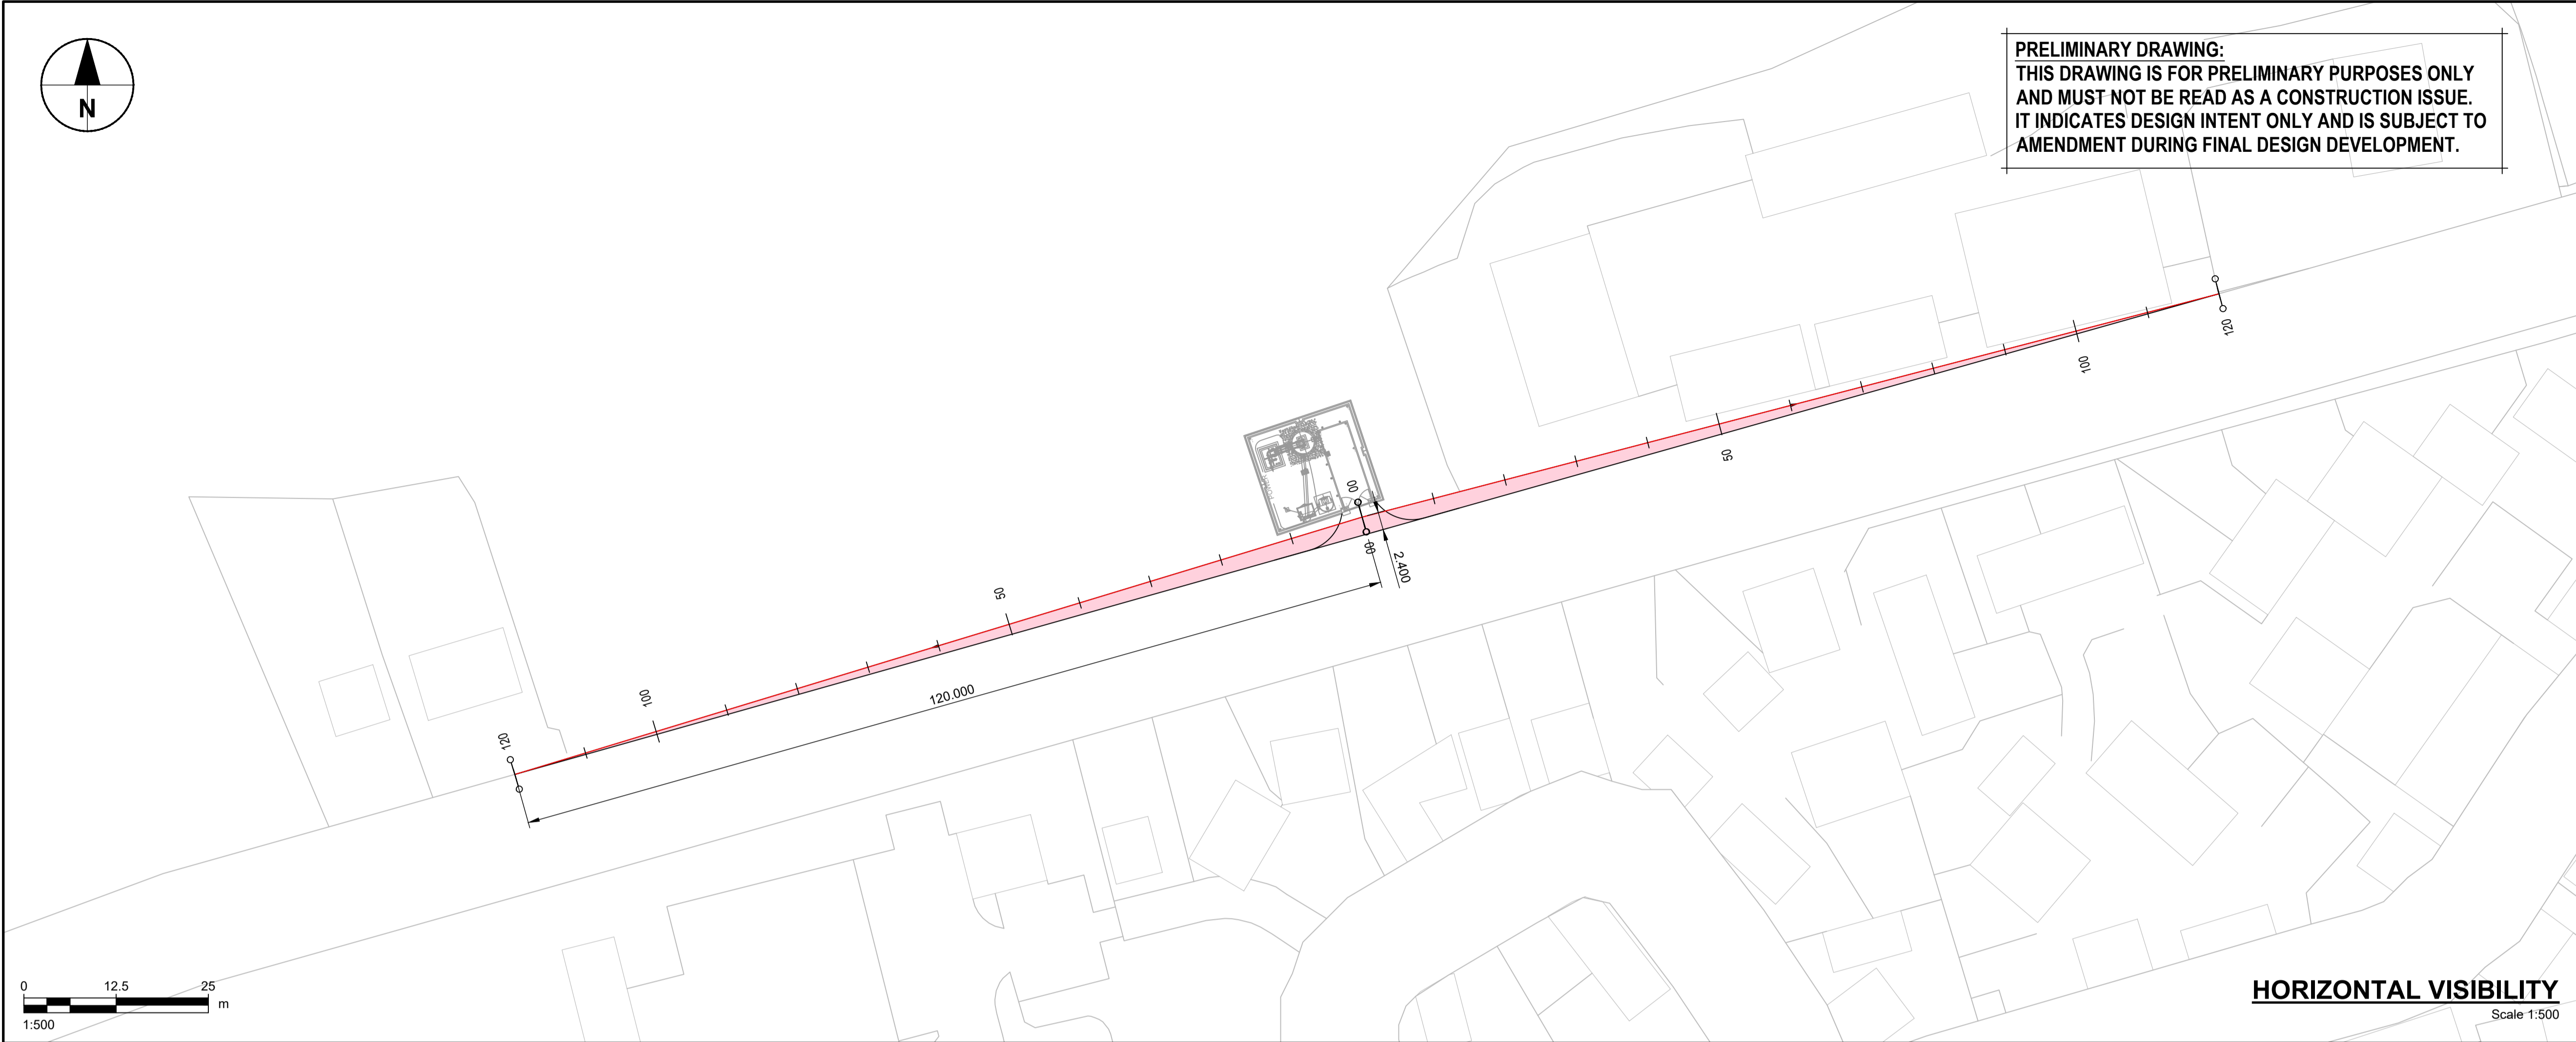 N
PRELIMINARY DRAWING:
THIS DRAWING IS FOR PRELIMINARY PURPOSES ONLY
AND MUST NOT BE READ AS A CONSTRUCTION ISSUE.
IT INDICATES DESIGN INTENT ONLY AND IS SUBJECT TO
AMENDMENT DURING FINAL DESIGN DEVELOPMENT.
120
100
50
00
00
2.400
50
100
120
120.000
0 12.5 25
m
1:500
HORIZONTAL VISIBILITY
Scale 1:500